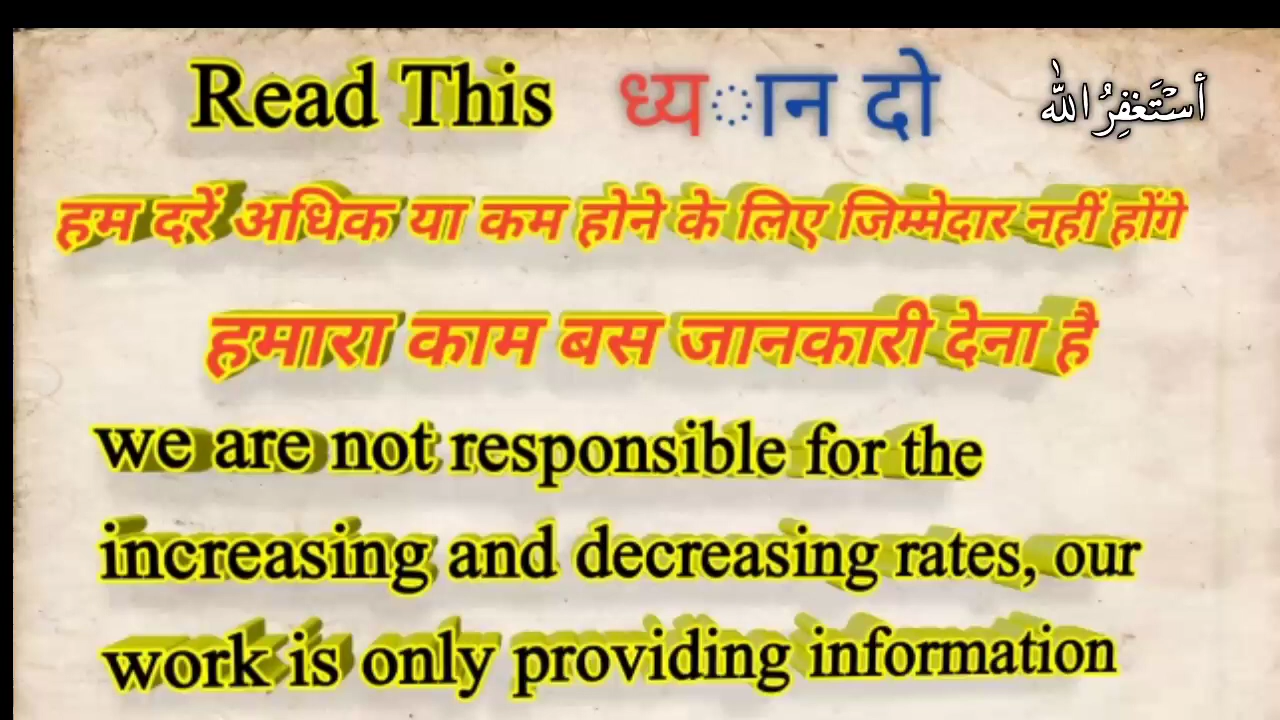 Read This ध्यान दो أستغفر الله
हम दरें अधिक या कम होने के लिए जिम्मेदार नहीं होंगे
हमारा काम बस जानकारी देना है
we are not responsible for the
increasing and decreasing rates, our
work is only providing information